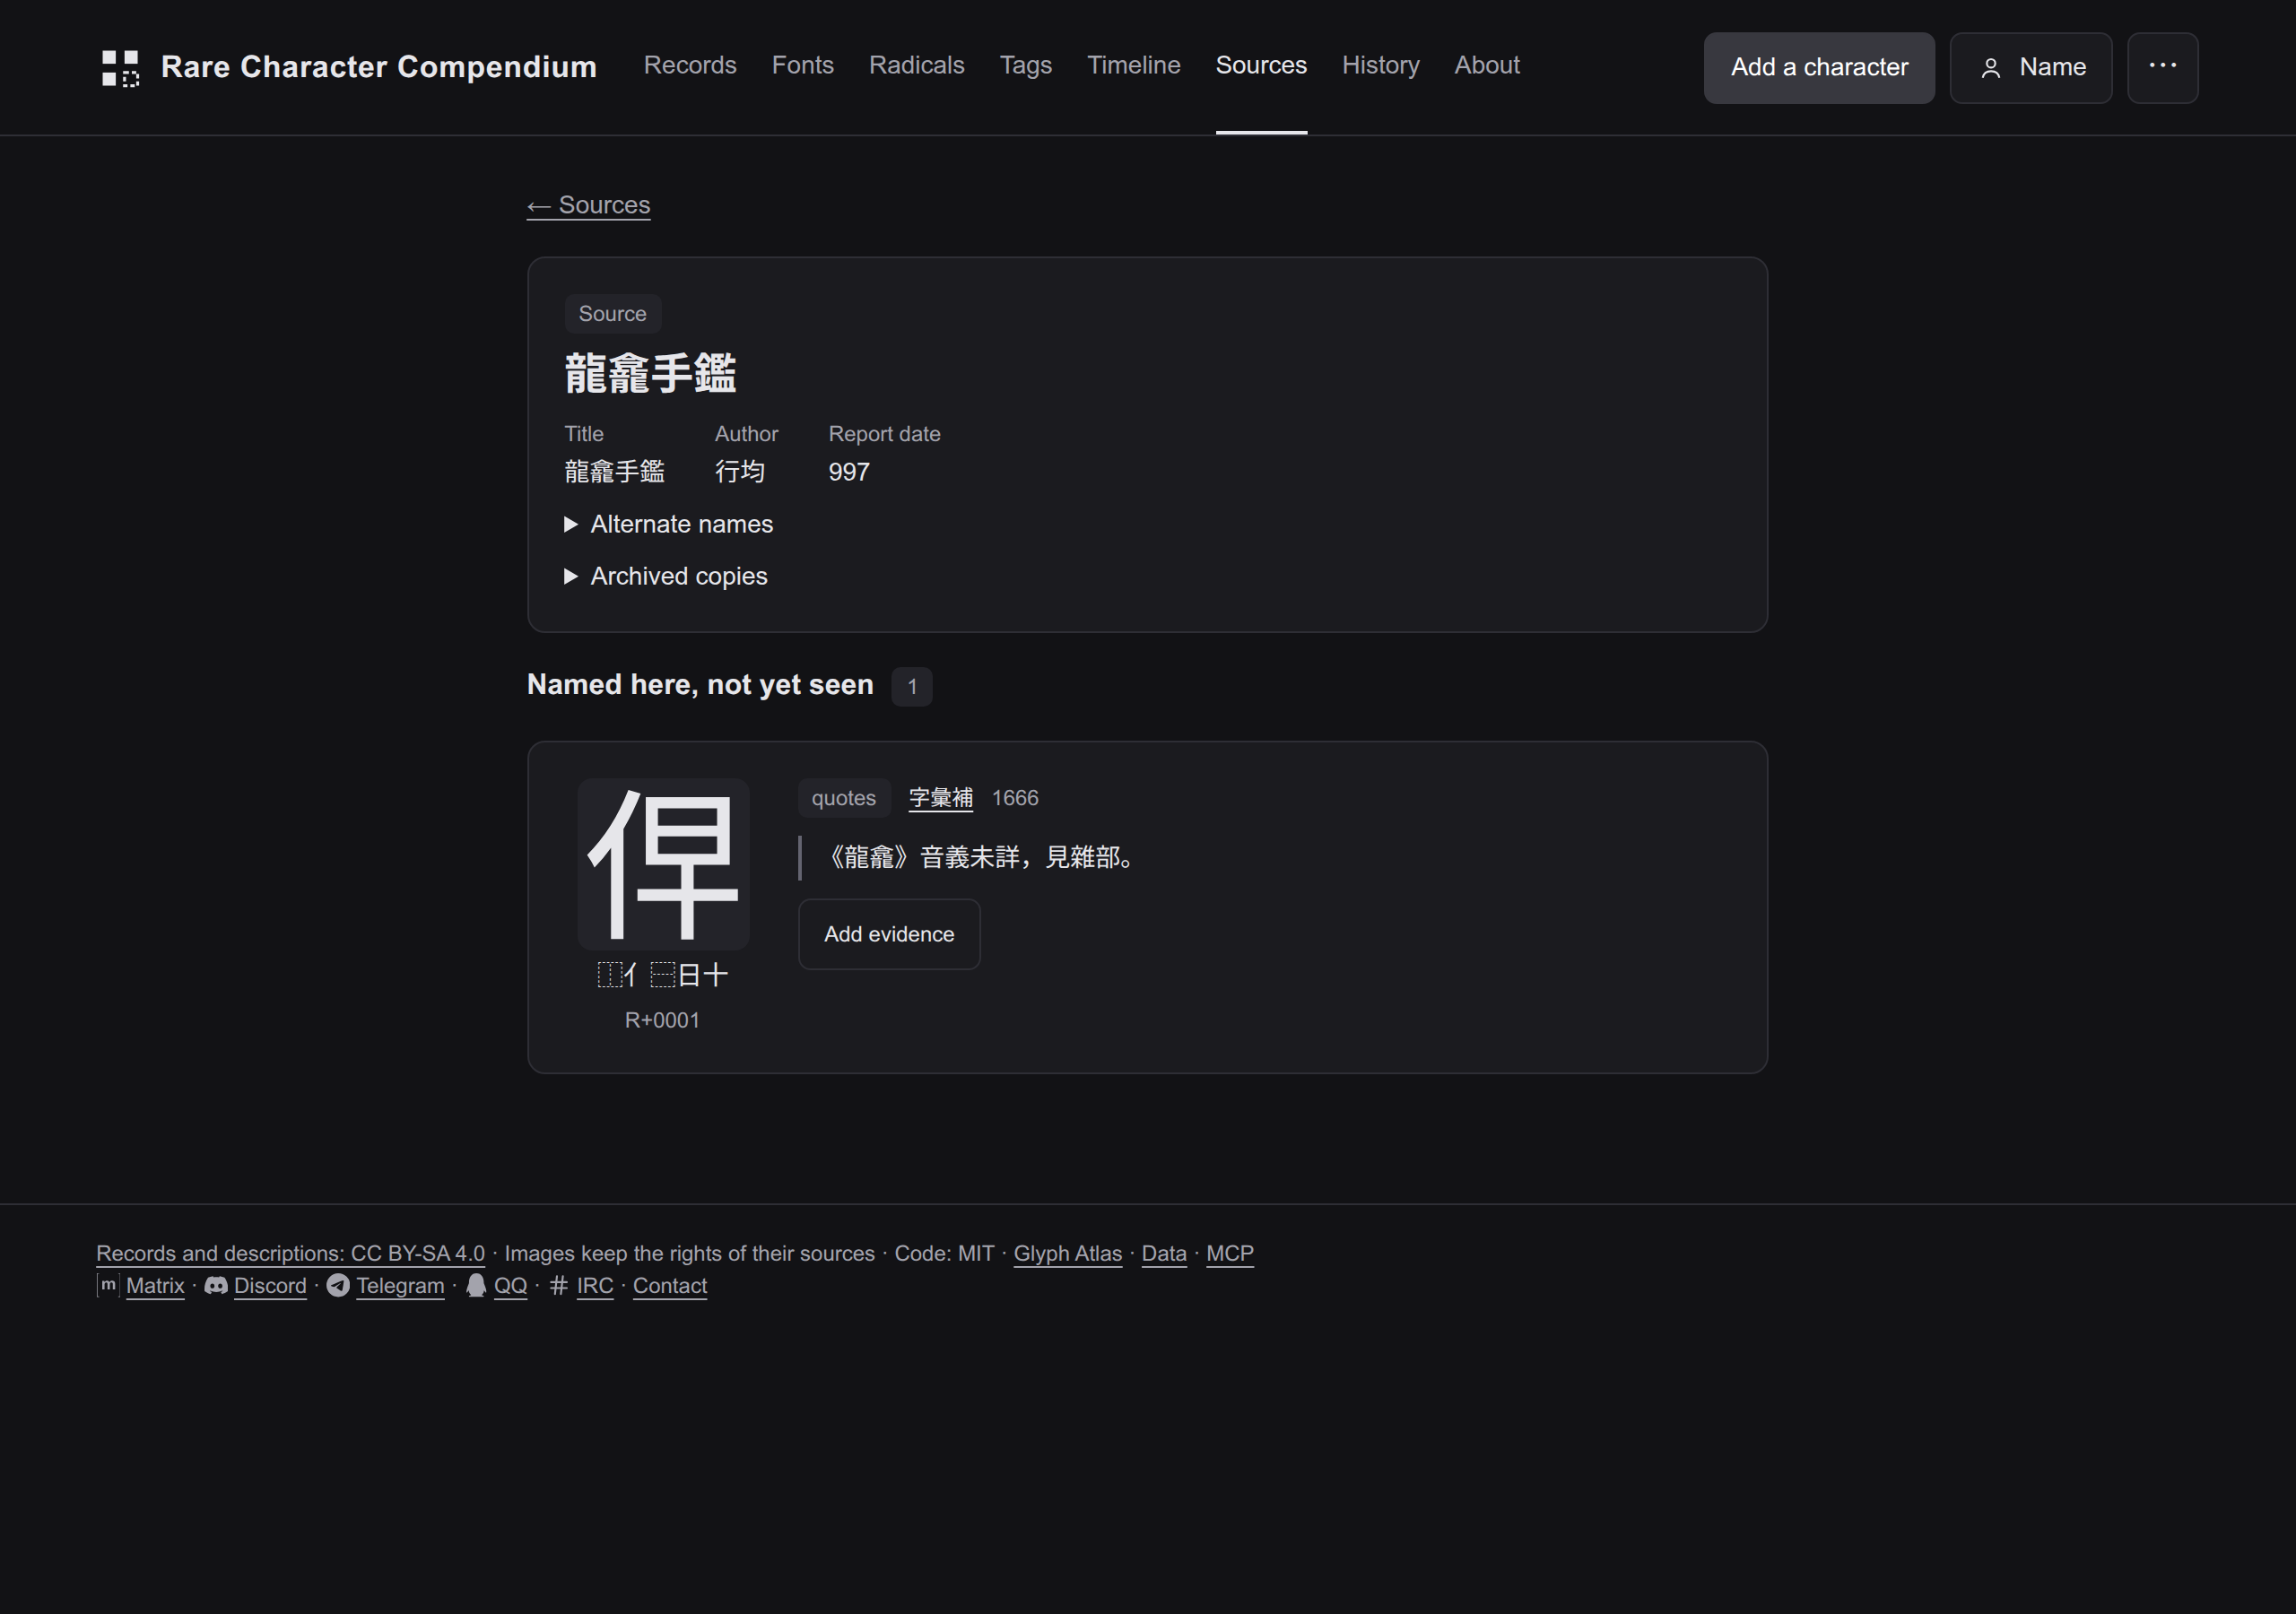 Rare Character Compendium Records Fonts Radicals Tags Timeline Sources History About Add a character Name ···
← Sources
Source
龍龕手鑑
Title Author Report date
龍龕手鑑 行均 997
▶ Alternate names
▶ Archived copies
Named here, not yet seen 1
quotes 字彙補 1666
《龍龕》音義未詳，見雜部。
Add evidence
⿰亻⿱日十
R+0001
Records and descriptions: CC BY-SA 4.0 · Images keep the rights of their sources · Code: MIT · Glyph Atlas · Data · MCP
[m] Matrix · Discord · Telegram · QQ · # IRC · Contact